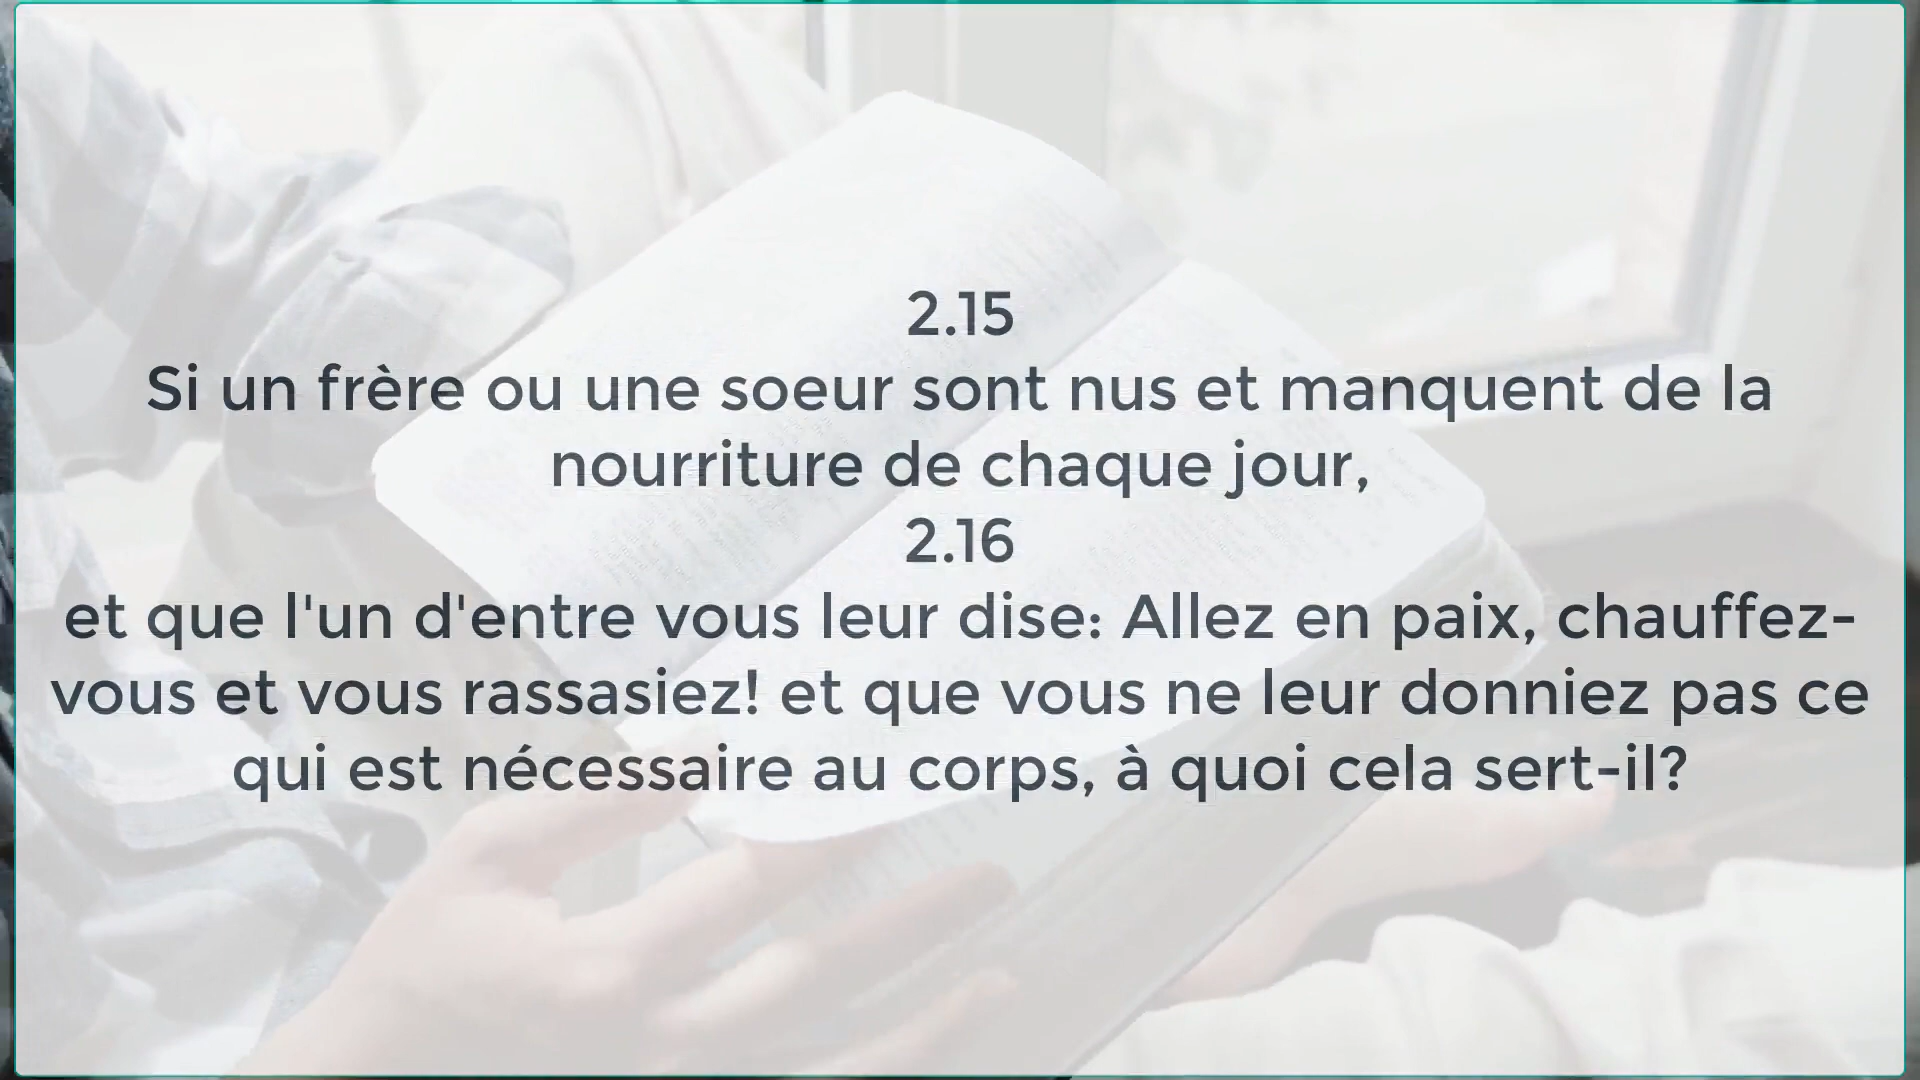 2.15
Si un frère ou une soeur sont nus et manquent de la
nourriture de chaque jour,
2.16
et que l'un d'entre vous leur dise: Allez en paix, chauffez-
vous et vous rassasiez! et que vous ne leur donniez pas ce
qui est nécessaire au corps, à quoi cela sert-il?